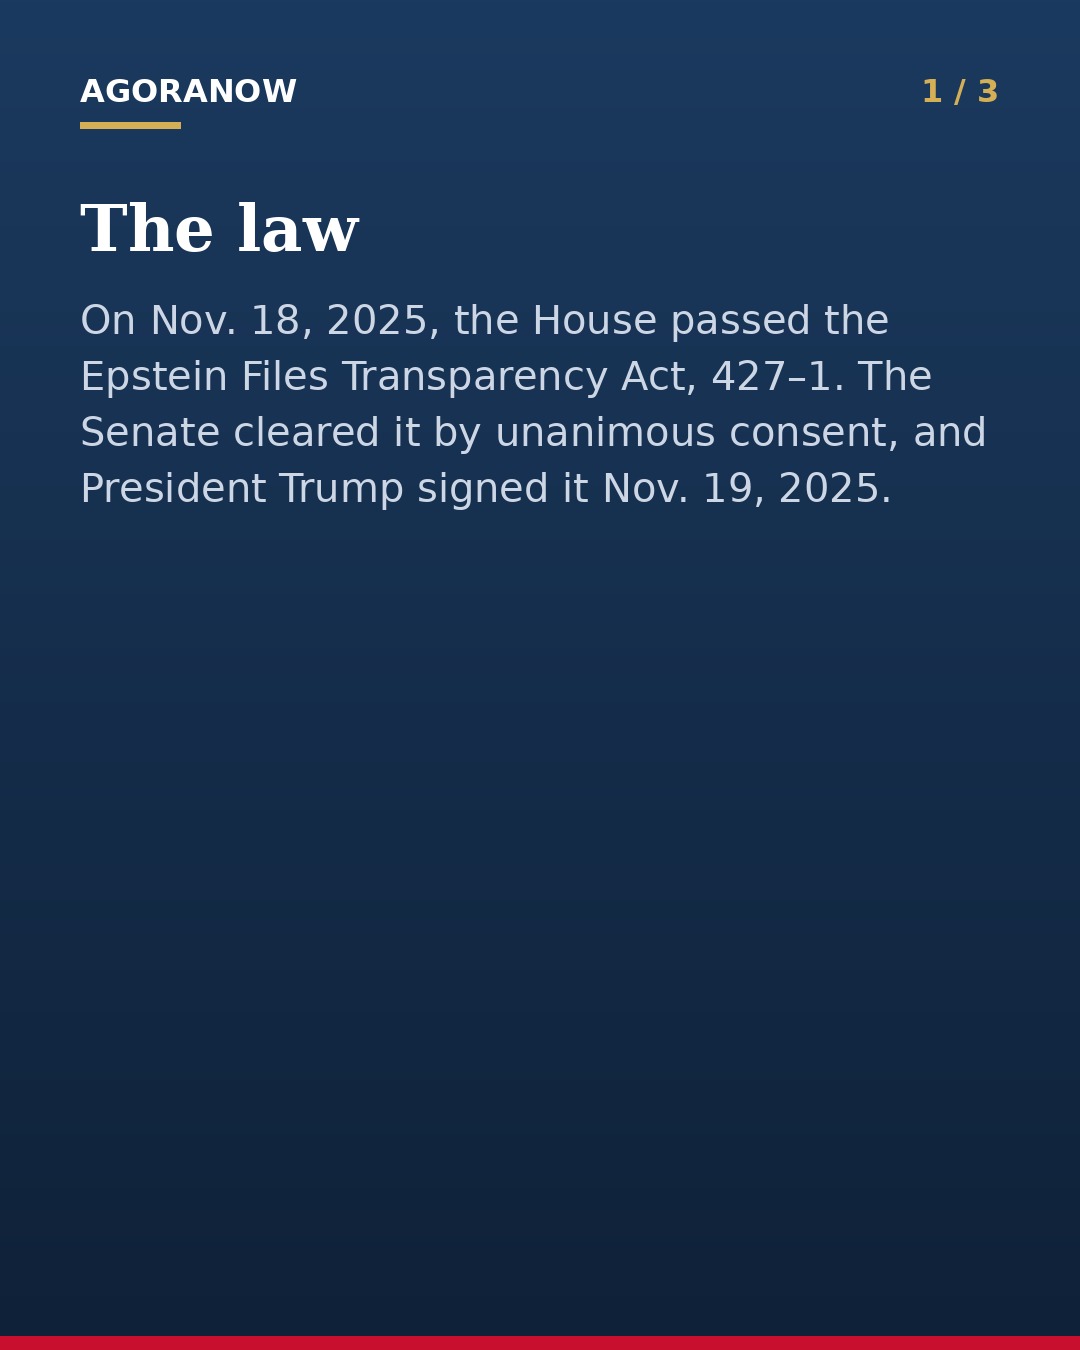 AGORANOW
1 / 3
The law
On Nov. 18, 2025, the House passed the
Epstein Files Transparency Act, 427–1. The
Senate cleared it by unanimous consent, and
President Trump signed it Nov. 19, 2025.